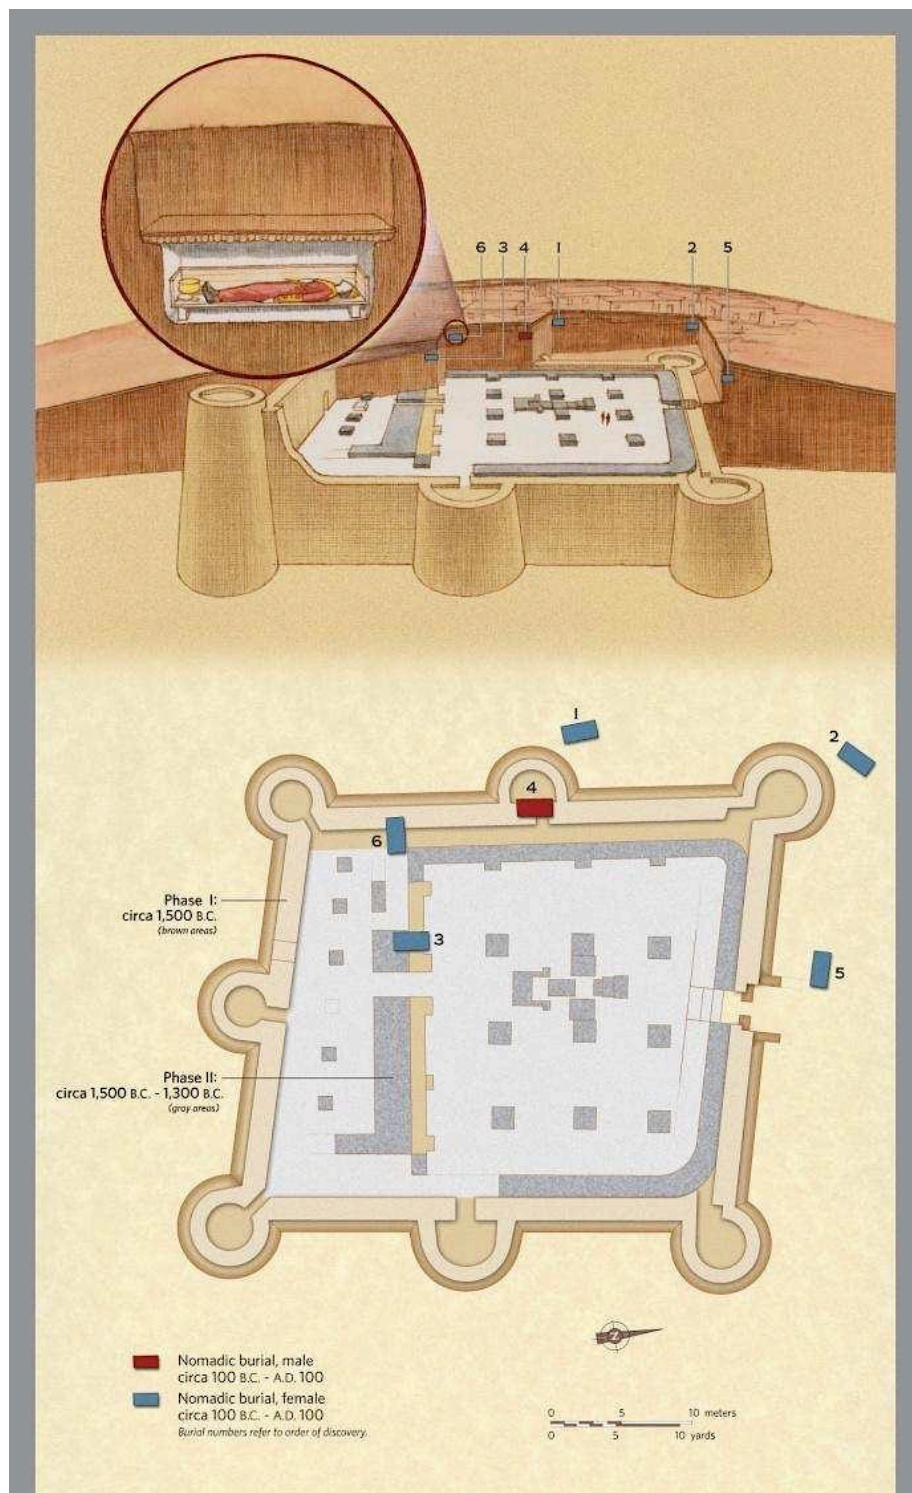 6 3 4 1 2 5
1
2
4
6
3
5
Phase I:
circa 1,500 B.C.
(brown areas)
Phase II:
circa 1,500 B.C. - 1,300 B.C.
(gray areas)
N
Nomadic burial, male
circa 100 B.C. - A.D. 100
Nomadic burial, female
circa 100 B.C. - A.D. 100
Burial numbers refer to order of discovery.
0 5 10 meters
0 5 10 yards